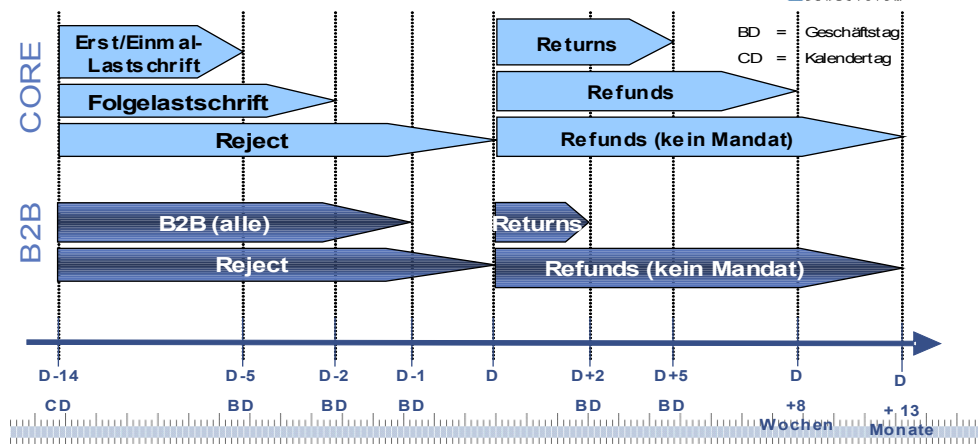 BD = Geschäftstag
CD = Kalendertag
CORE
Erst/Einmal-
Lastschrift
Returns
Folgelastschrift
Refunds
Reject
Refunds (kein Mandat)
B2B
B2B (alle)
Returns
Reject
Refunds (kein Mandat)
D-14
D-5
D-2
D-1
D
D+2
D+5
D
D
CD
BD
BD
BD
BD
BD
+8
Wochen
+ 13
Monate